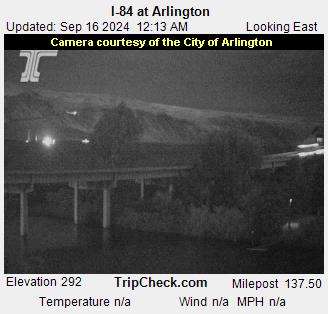 I-84 at Arlington
Updated: Sep 16 2024 12:13 AM Looking East
Camera courtesy of the City of Arlington
Elevation 292 TripCheck.com Milepost 137.50
Temperature n/a Wind n/a MPH n/a